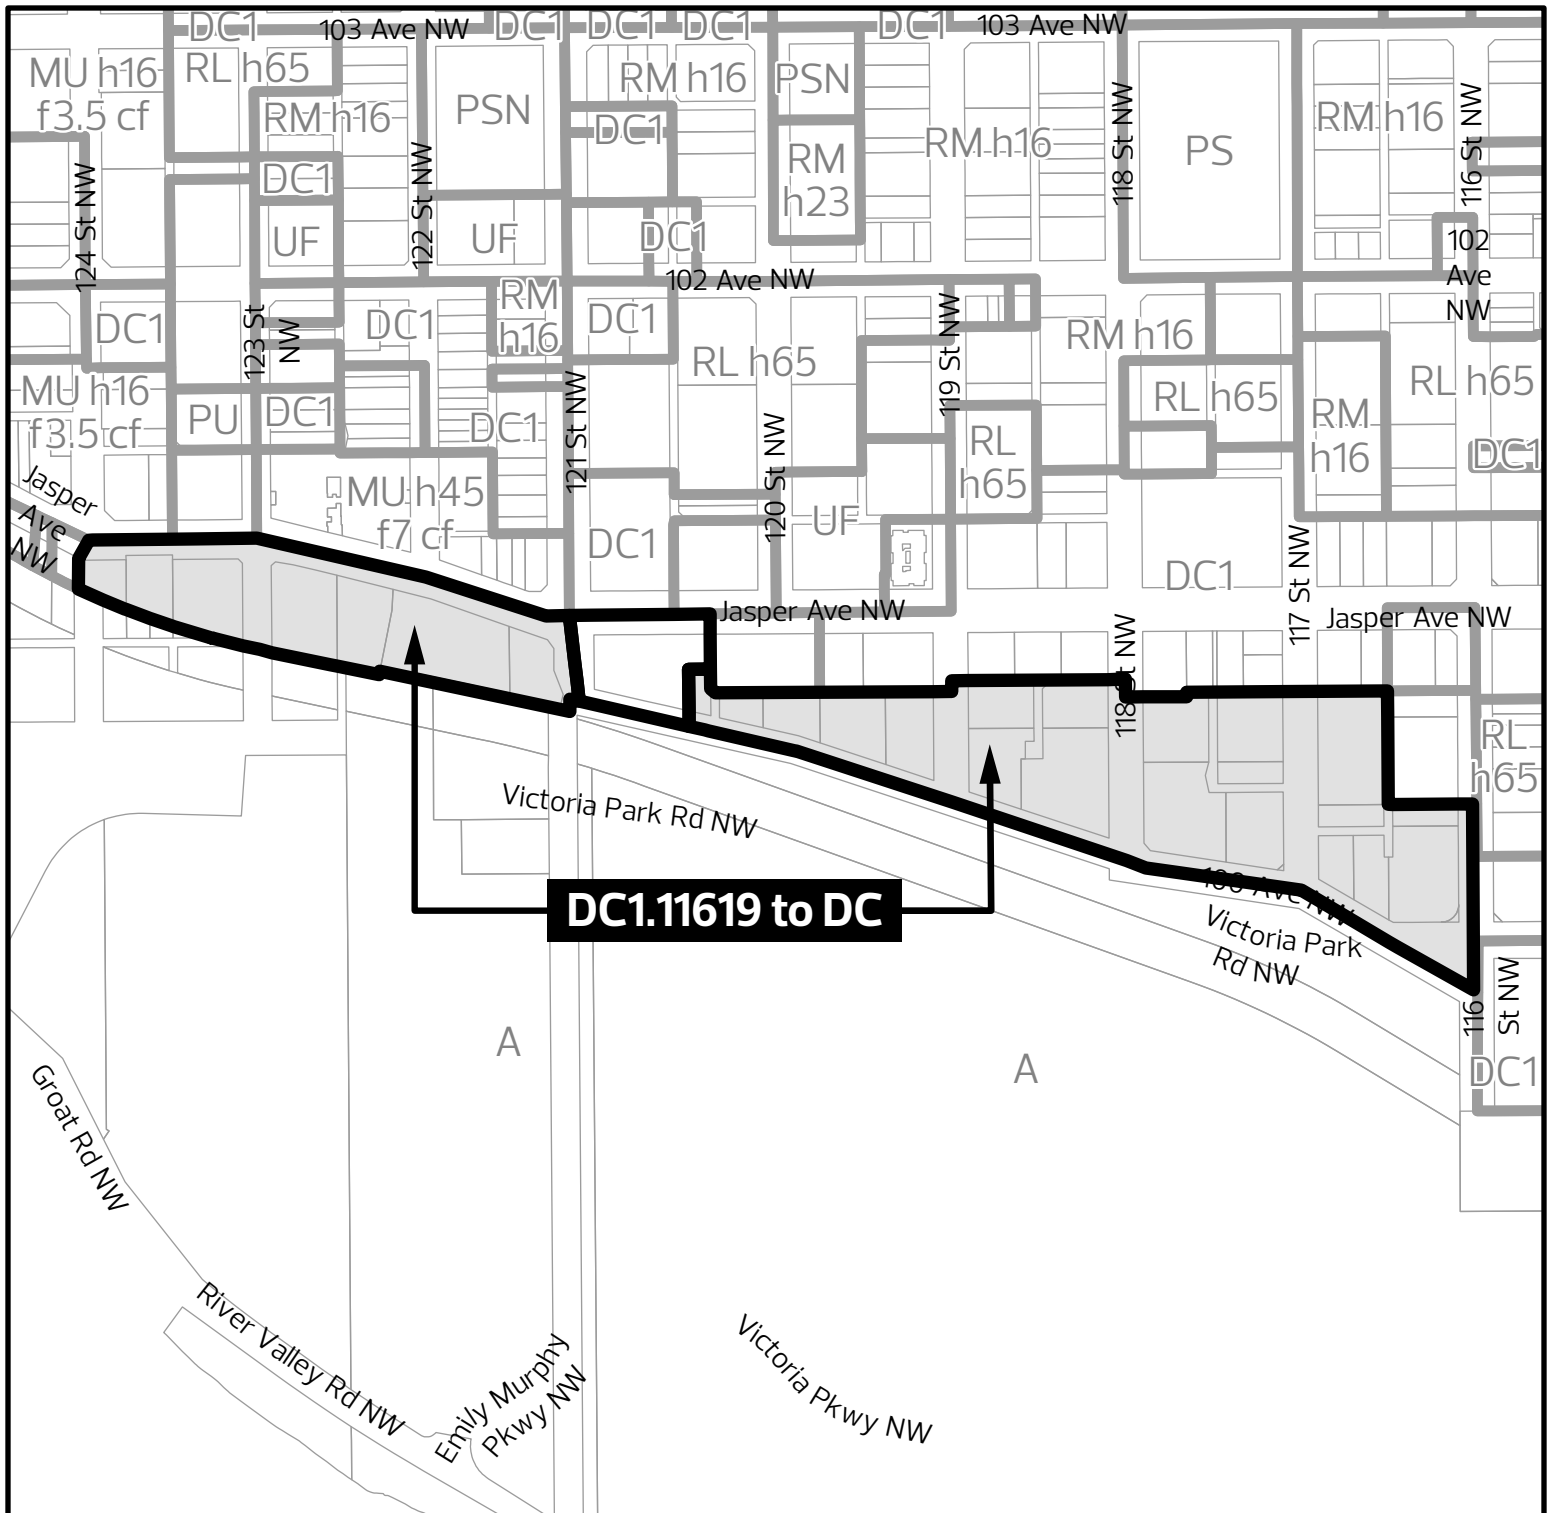 DC1
103 Ave NW
DC1
DC1
DC1
DC1
103 Ave NW
MU h16
f3.5 cf
RL h65
RM h16
PSN
RM h16
DC1
PSN
RM
h23
RM h16
118 St NW
PS
RM h16
116 St NW
124 St NW
DC1
UF
122 St NW
UF
DC1
102 Ave NW
102
Ave
NW
DC1
123 St
NW
DC1
RM
h16
DC1
RL h65
119 St NW
RM h16
MU h16
f3.5 cf
PU
DC1
DC1
121 St NW
120 St NW
RL
h65
RL h65
RM
h16
RL h65
DC1
Jasper
Ave
NW
MU h45
f7 cf
DC1
UF
DC1
117 St NW
Jasper Ave NW
Jasper Ave NW
118 St NW
RL
h65
Victoria Park Rd NW
DC1.11619 to DC
100 Ave NW
Victoria Park
Rd NW
116
St NW
A
A
DC1
Groat Rd NW
River Valley Rd NW
Emily Murphy
Pkwy NW
Victoria Pkwy NW